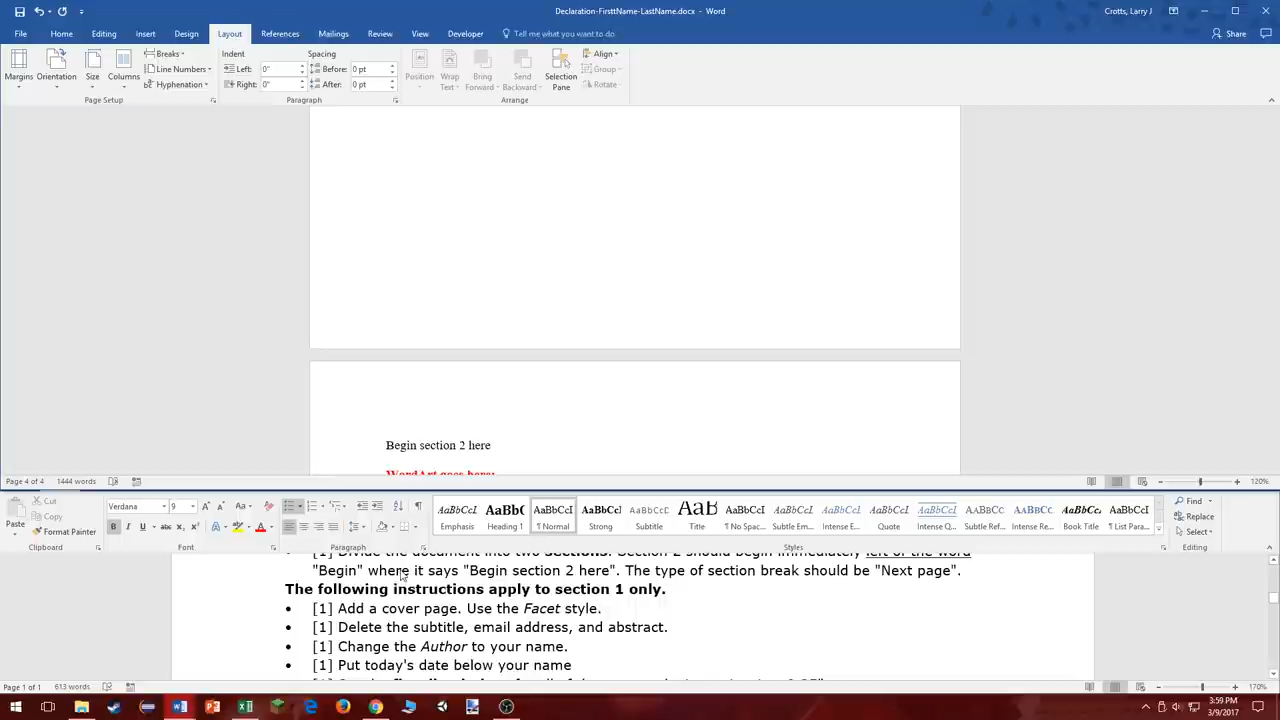 Declaration-FirsttName-LastName.docx - Word
Crotts, Larry J
File Home Editing Insert Design Layout References Mailings Review View Developer Tell me what you want to do. Share
Margins Orientation Size Columns Breaks Line Numbers Hyphenation
Indent Spacing
Left: 0" Before: 0 pt
Right: 0" After: 0 pt
Position Wrap Text Bring Forward Send Backward Selection Pane Align Group Rotate
Page Setup Paragraph Arrange
Begin section 2 here
WordArt goes here:
Page 4 of 4 1444 words 120%
Paste Cut Copy Format Painter
Verdana 9
AaBbCcI AaBbC AaBbCcI AaBbCcI AaBbCcD AaB AaBbCcI AaBbCcI AaBbCcI AaBbCcI AaBbCcI AaBbCcI AaBbCcI AaBbCcI AaBbCcI
Emphasis Heading 1 ¶ Normal Strong Subtitle Title ¶ No Spac... Subtle Em... Intense E... Quote Intense Q... Subtle Ref... Intense Re... Book Title ¶ List Para...
Find Replace Select
Clipboard Font Paragraph Styles Editing
• [1] Divide the document into two sections. Section 2 should begin immediately left of the word
"Begin" where it says "Begin section 2 here". The type of section break should be "Next page".
The following instructions apply to section 1 only.
• [1] Add a cover page. Use the Facet style.
• [1] Delete the subtitle, email address, and abstract.
• [1] Change the Author to your name.
• [1] Put today's date below your name
Page 1 of 1 613 words 170%
3:59 PM
3/9/2017